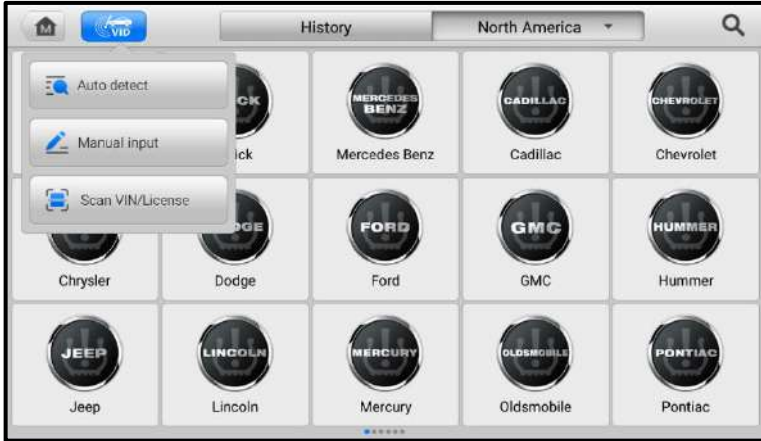 M
VID
History
North America
Auto detect
Manual input
Scan VIN/License
CK
ick
MERCEDES
BENZ
Mercedes Benz
CADILLAC
Cadillac
CHEVROLET
Chevrolet
Chrysler
DGE
Dodge
FORD
Ford
GMC
GMC
HUMMER
Hummer
JEEP
Jeep
LINCOLN
Lincoln
MERCURY
Mercury
OLDSMOBILE
Oldsmobile
PONTIAC
Pontiac